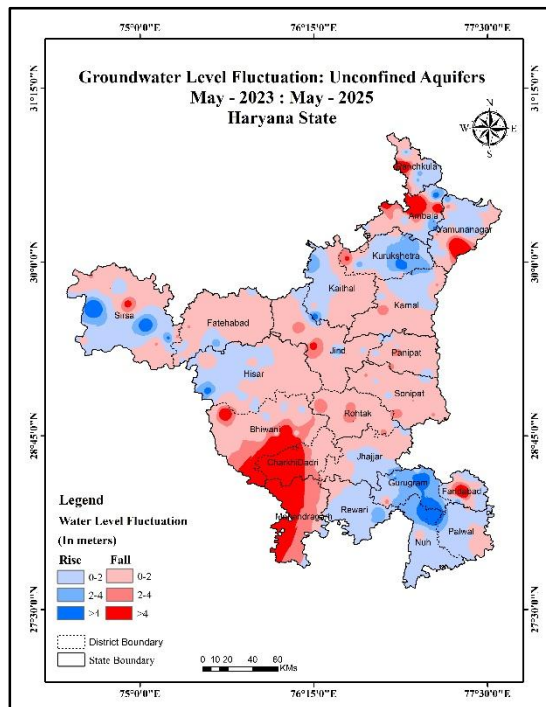 Groundwater Level Fluctuation: Unconfined Aquifers
May - 2023 : May - 2025
Haryana State
75°0'0"E 76°15'0"E 77°30'0"E
31°15'0"N 31°15'0"N
30°0'0"N 30°0'0"N
28°45'0"N 28°45'0"N
27°30'0"N 27°30'0"N
N
W E
S
Panchkula
Ambala
Yamunanagar
Kurukshetra
Kaithal
Karnal
Sirsa
Fatehabad
Jind
Panipat
Hisar
Sonipat
Rohtak
Bhiwani
Jhajjar
CharkhiDadri
Gurugram
Faridabad
Mahendragarh
Rewari
Nuh
Palwal
Legend
Water Level Fluctuation
(In meters)
Rise Fall
0-2 0-2
2-4 2-4
>4 >4
District Boundary
State Boundary
0 10 20 40 60
KMs
75°0'0"E 76°15'0"E 77°30'0"E